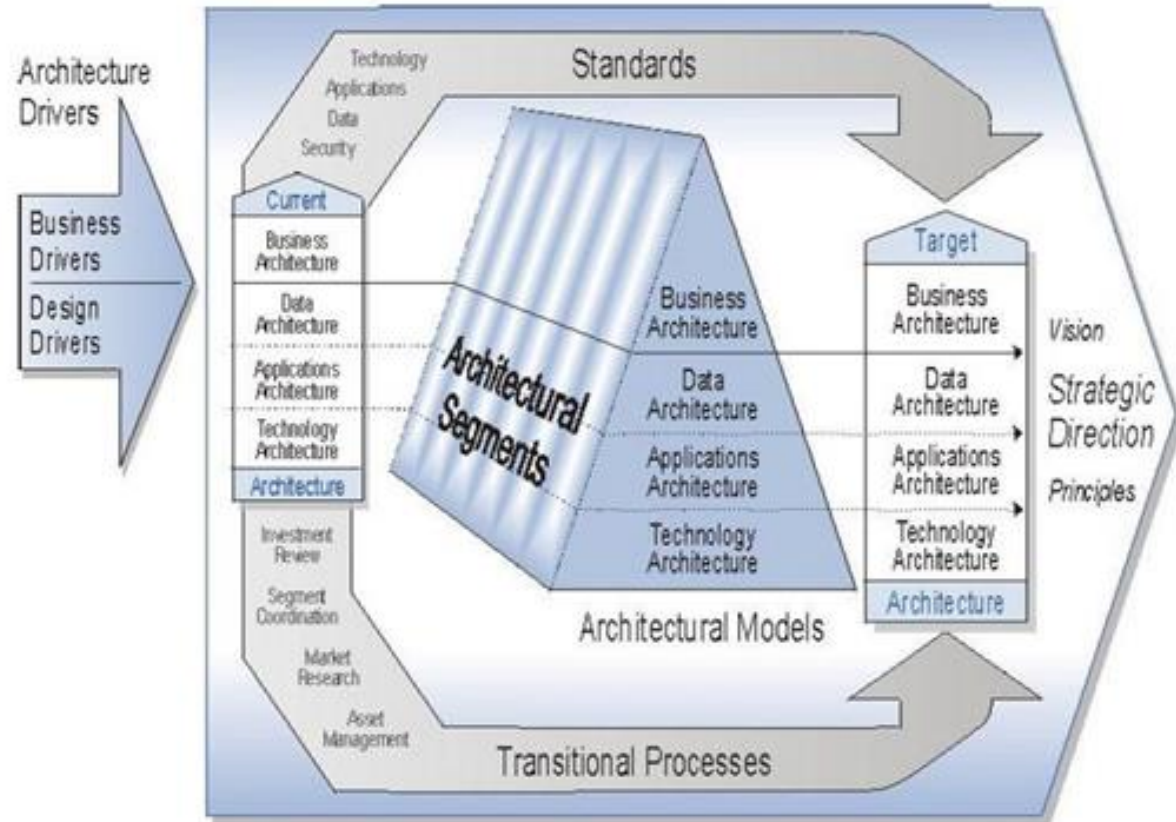 Architecture
Drivers
Business
Drivers
Design
Drivers
Technology
Applications
Data
Security
Standards
Current
Business
Architecture
Data
Architecture
Applications
Architecture
Technology
Architecture
Architecture
Investment
Review
Segment
Coordination
Market
Research
Asset
Management
Transitional Processes
Architectural
Segments
Business
Architecture
Data
Architecture
Applications
Architecture
Technology
Architecture
Architectural Models
Target
Business
Architecture
Data
Architecture
Applications
Architecture
Technology
Architecture
Architecture
Vision
Strategic
Direction
Principles